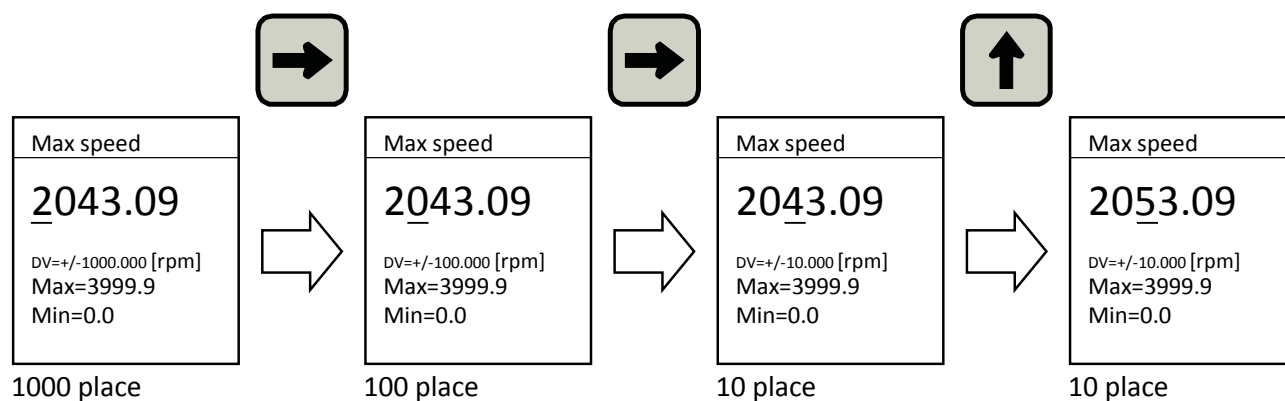 Max speed
2043.09
DV=+/-1000.000 [rpm]
Max=3999.9
Min=0.0
1000 place
Max speed
2043.09
DV=+/-100.000 [rpm]
Max=3999.9
Min=0.0
100 place
Max speed
2043.09
DV=+/-10.000 [rpm]
Max=3999.9
Min=0.0
10 place
Max speed
2053.09
DV=+/-10.000 [rpm]
Max=3999.9
Min=0.0
10 place